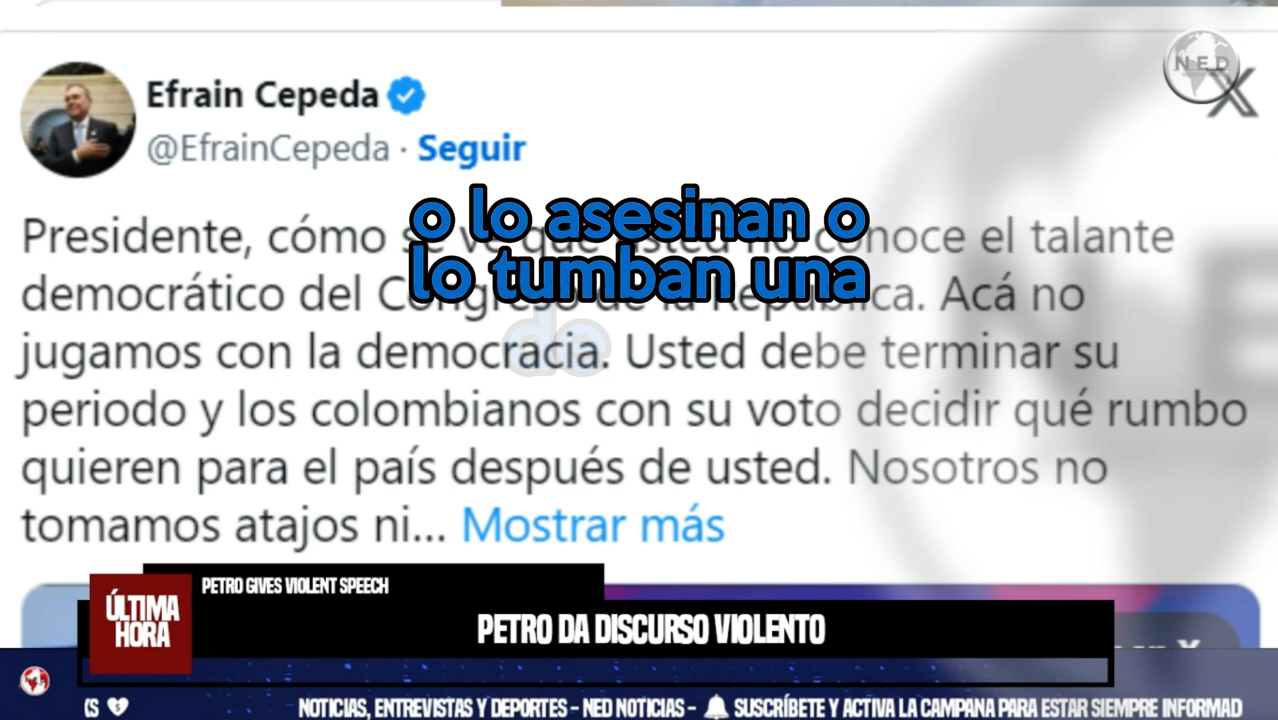 NED
Efrain Cepeda
@EfrainCepeda · Seguir
o lo asesinan o
lo tumban una
de
Presidente, cómo se ve que usted no conoce el talante
democrático del Congreso de la República. Acá no
jugamos con la democracia. Usted debe terminar su
periodo y los colombianos con su voto decidir qué rumbo
quieren para el país después de usted. Nosotros no
tomamos atajos ni... Mostrar más
PETRO GIVES VIOLENT SPEECH
ÚLTIMA
HORA
PETRO DA DISCURSO VIOLENTO
NOTICIAS, ENTREVISTAS Y DEPORTES - NED NOTICIAS - SUSCRÍBETE Y ACTIVA LA CAMPANA PARA ESTAR SIEMPRE INFORMAD